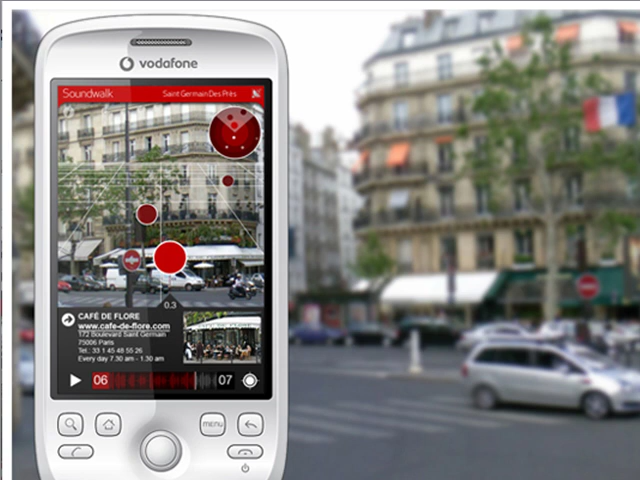 vodafone
Soundwalk
Saint Germain Des Près
0.3
CAFÉ DE FLORE
www.cafe-de-flore.com
172 Boulevard Saint Germain
75006 Paris
Tel.: 33 1 45 48 55 26
Every day 7.30 am - 1.30 am
06
07
menu